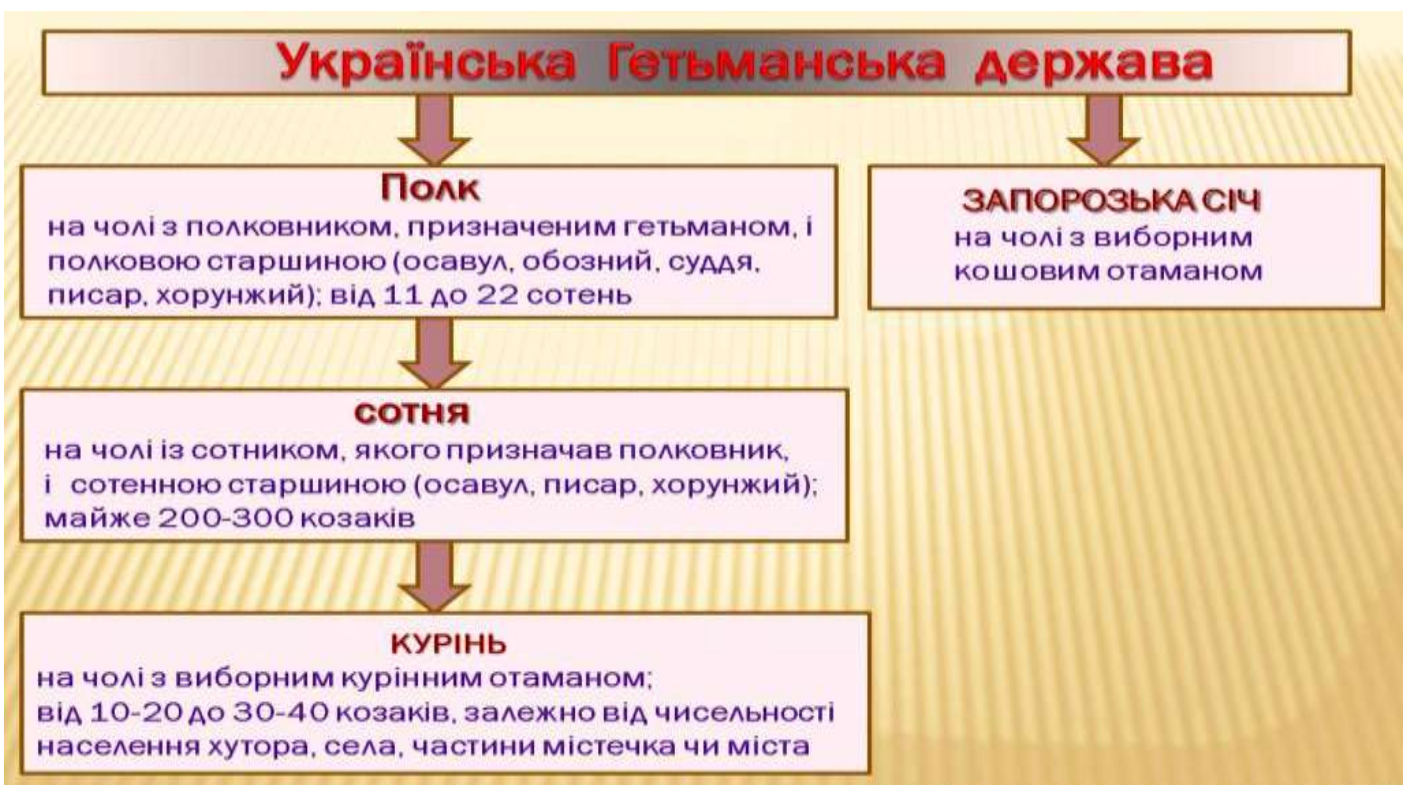 Українська Гетьманська держава
Полк
на чолі з полковником, призначеним гетьманом, і
полковою старшиною (осавул, обозний, суддя,
писар, хорунжий); від 11 до 22 сотень
ЗАПОРОЗЬКА СІЧ
на чолі з виборним
кошовим отаманом
СОТНЯ
на чолі із сотником, якого призначав полковник,
і сотенною старшиною (осавул, писар, хорунжий);
майже 200-300 козаків
КУРІНЬ
на чолі з виборним курінним отаманом;
від 10-20 до 30-40 козаків, залежно від чисельності
населення хутора, села, частини містечка чи міста